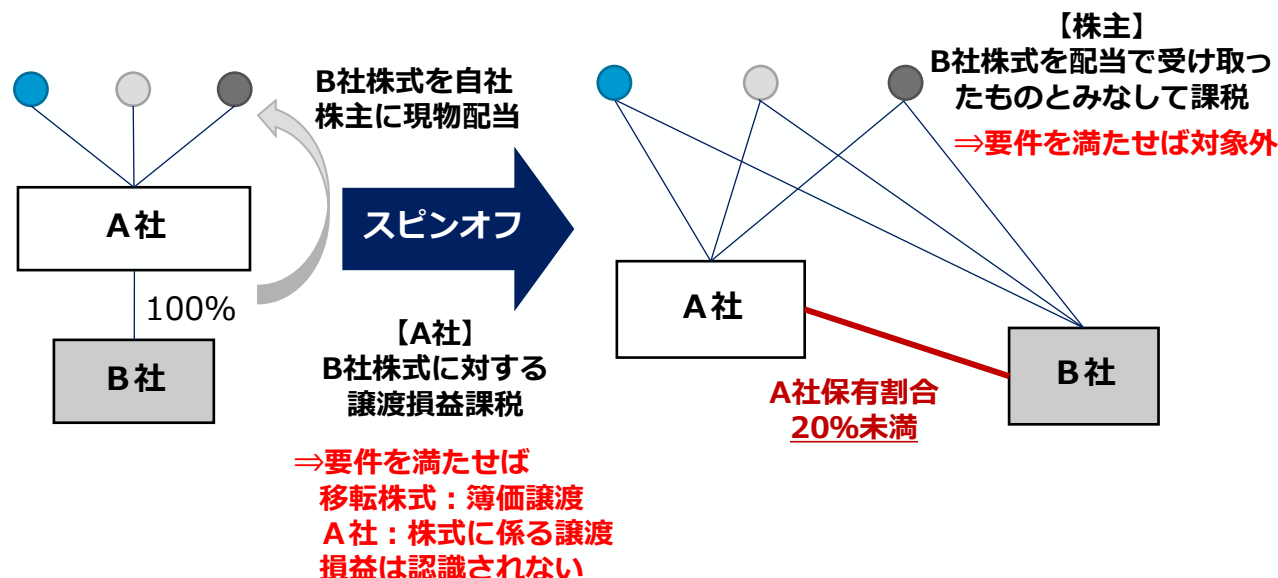 B社株式を自社
株主に現物配当
A社
100%
B社
スピンオフ
【A社】
B社株式に対する
譲渡損益課税
⇒要件を満たせば
移転株式：簿価譲渡
A社：株式に係る譲渡
損益は認識されない
【株主】
B社株式を配当で受け取っ
たものとみなして課税
⇒要件を満たせば対象外
A社
B社
A社保有割合
20%未満